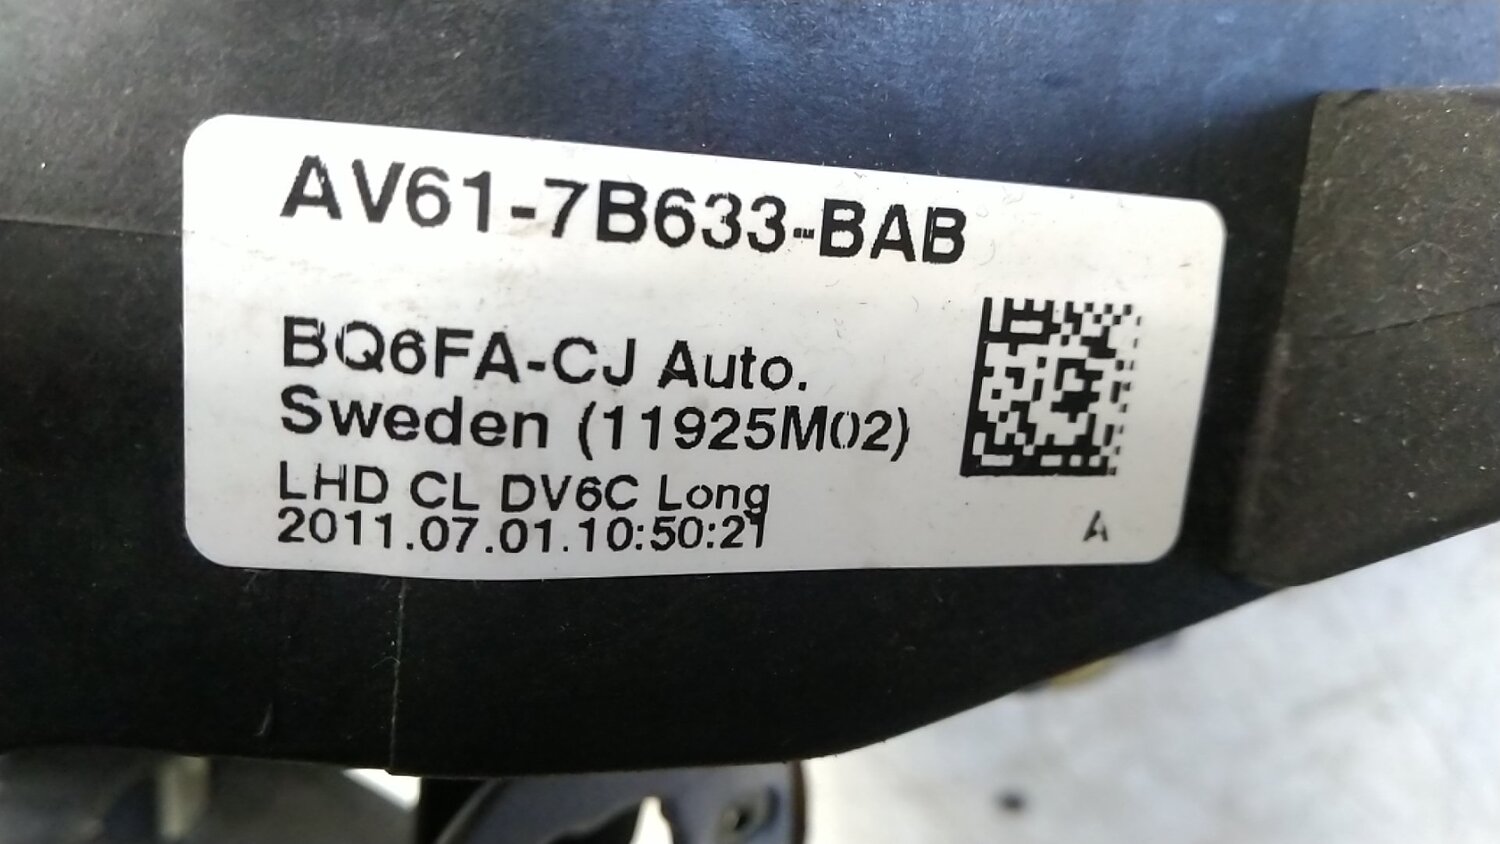 AV61-7B633-BAB
BQ6FA-CJ Auto.
Sweden (11925M02)
LHD CL DV6C Long
2011.07.01.10:50:21
A